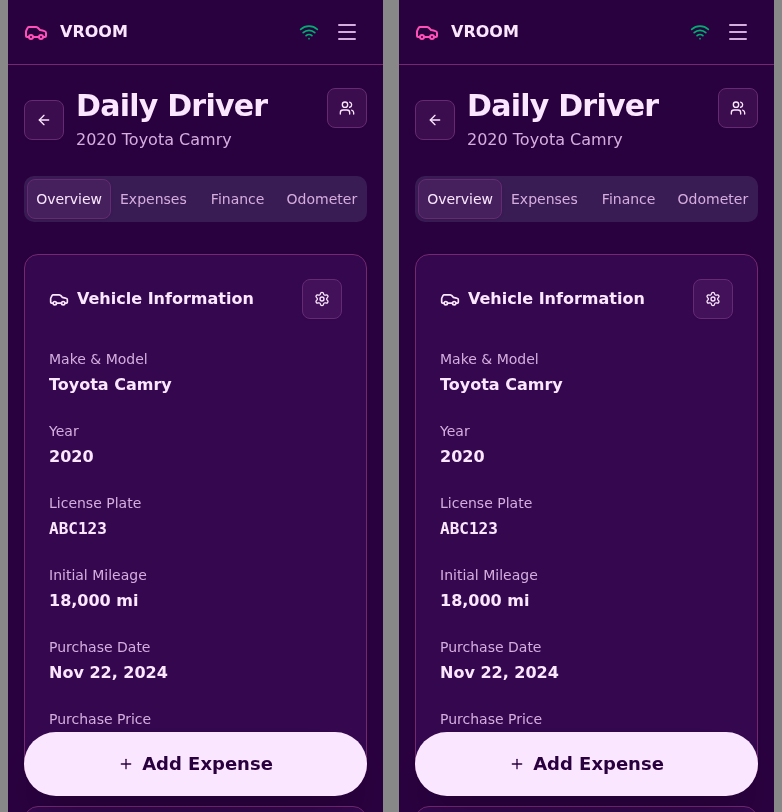 VROOM
Daily Driver
2020 Toyota Camry
Overview Expenses Finance Odometer
Vehicle Information
Make & Model
Toyota Camry
Year
2020
License Plate
ABC123
Initial Mileage
18,000 mi
Purchase Date
Nov 22, 2024
Purchase Price
+ Add Expense
VROOM
Daily Driver
2020 Toyota Camry
Overview Expenses Finance Odometer
Vehicle Information
Make & Model
Toyota Camry
Year
2020
License Plate
ABC123
Initial Mileage
18,000 mi
Purchase Date
Nov 22, 2024
Purchase Price
+ Add Expense